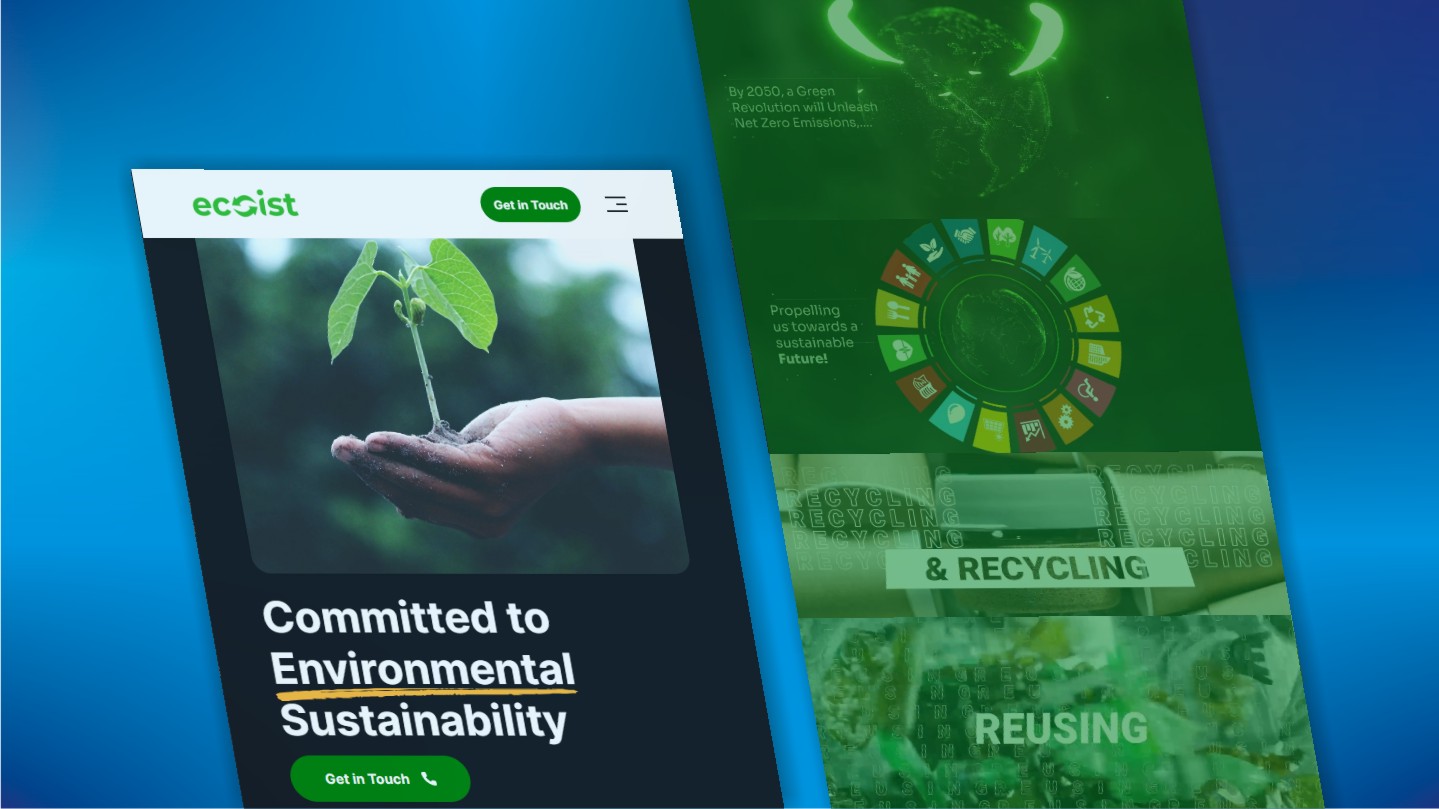 ecoist
Get in Touch
Committed to
Environmental
Sustainability
Get in Touch
By 2050, a Green
Revolution will Unleash
Net Zero Emissions,....
Propelling
us towards a
sustainable
Future!
RECYCLING RECYCLING
RECYCLING RECYCLING
RECYCLING RECYCLING
& RECYCLING
REUSING